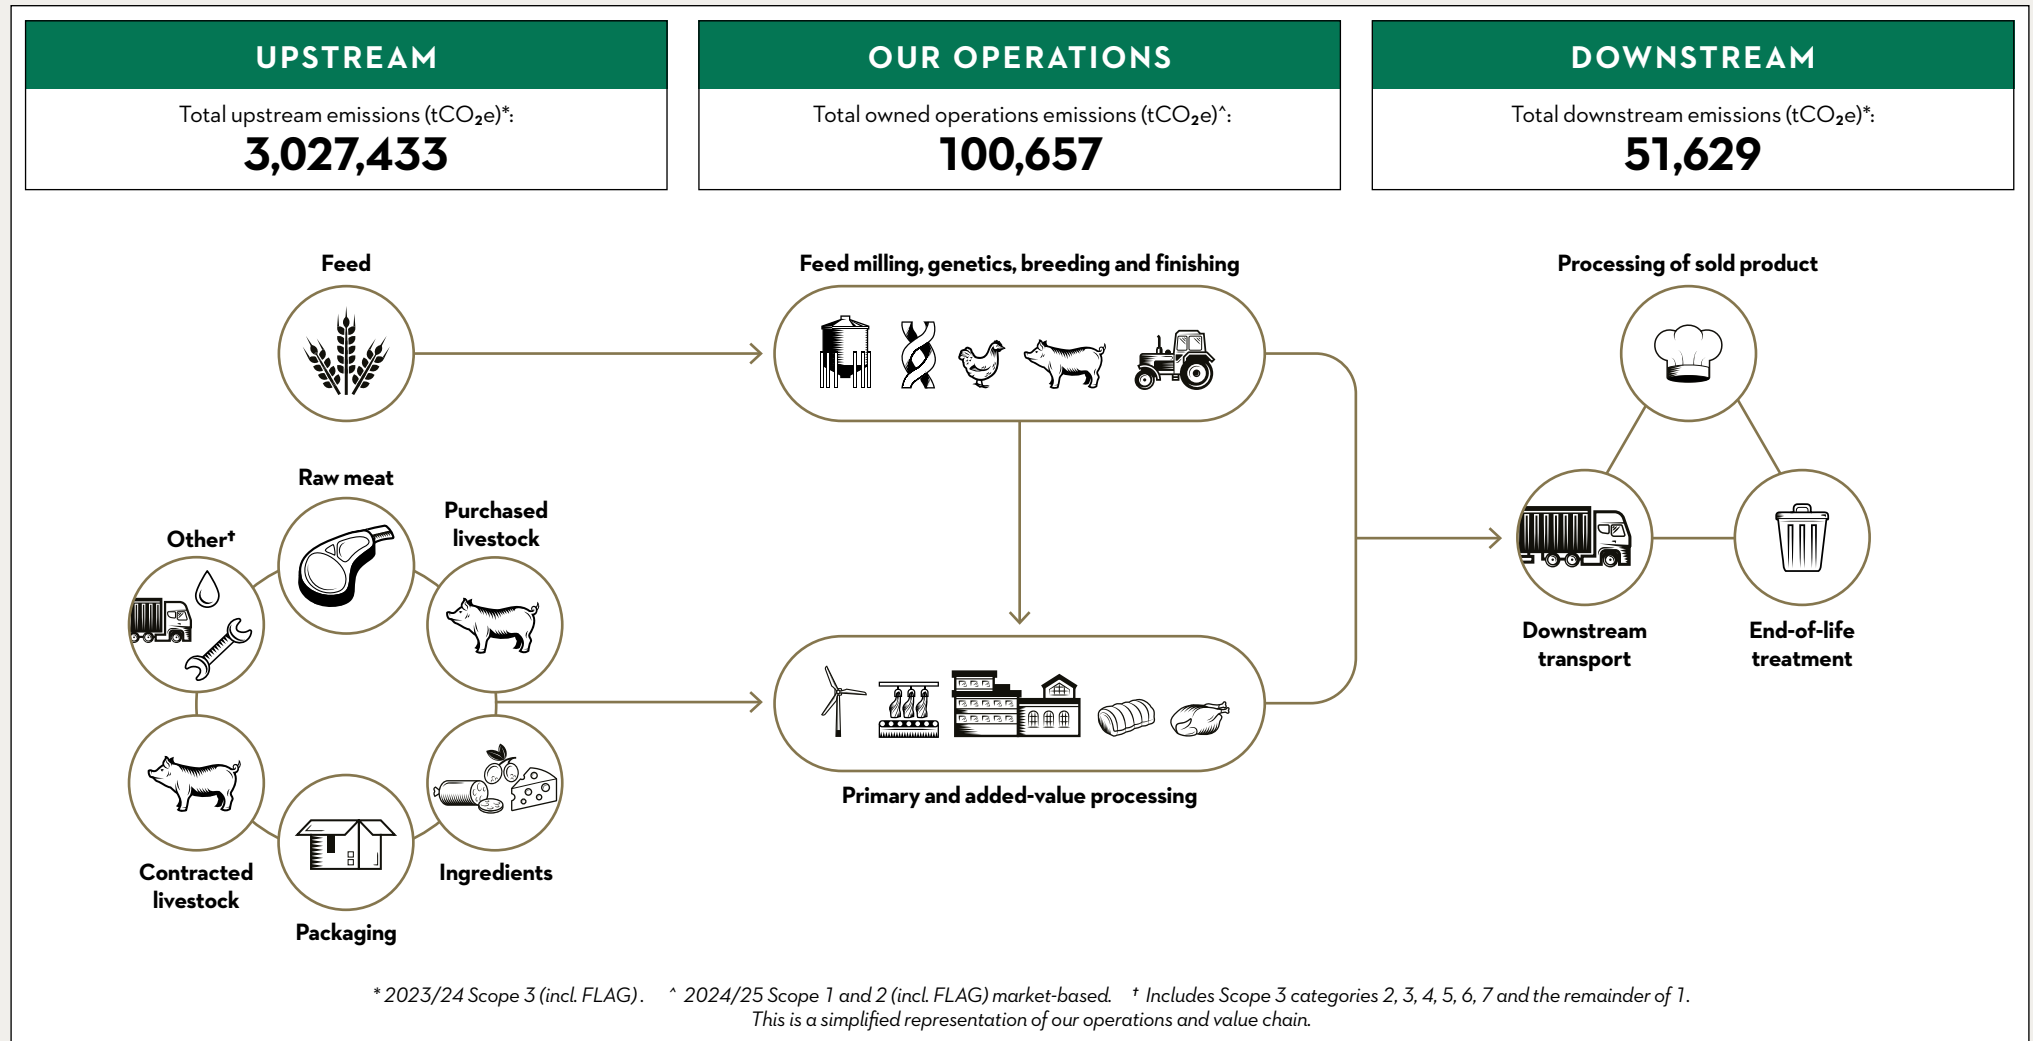 UPSTREAM
Total upstream emissions (tCO₂e)*:
3,027,433
OUR OPERATIONS
Total owned operations emissions (tCO₂e)^:
100,657
DOWNSTREAM
Total downstream emissions (tCO₂e)*:
51,629
Feed
Feed milling, genetics, breeding and finishing
Processing of sold product
Raw meat
Purchased
livestock
Other†
Contracted
livestock
Packaging
Ingredients
Primary and added-value processing
Downstream
transport
End-of-life
treatment
* 2023/24 Scope 3 (incl. FLAG). ^ 2024/25 Scope 1 and 2 (incl. FLAG) market-based. † Includes Scope 3 categories 2, 3, 4, 5, 6, 7 and the remainder of 1.
This is a simplified representation of our operations and value chain.